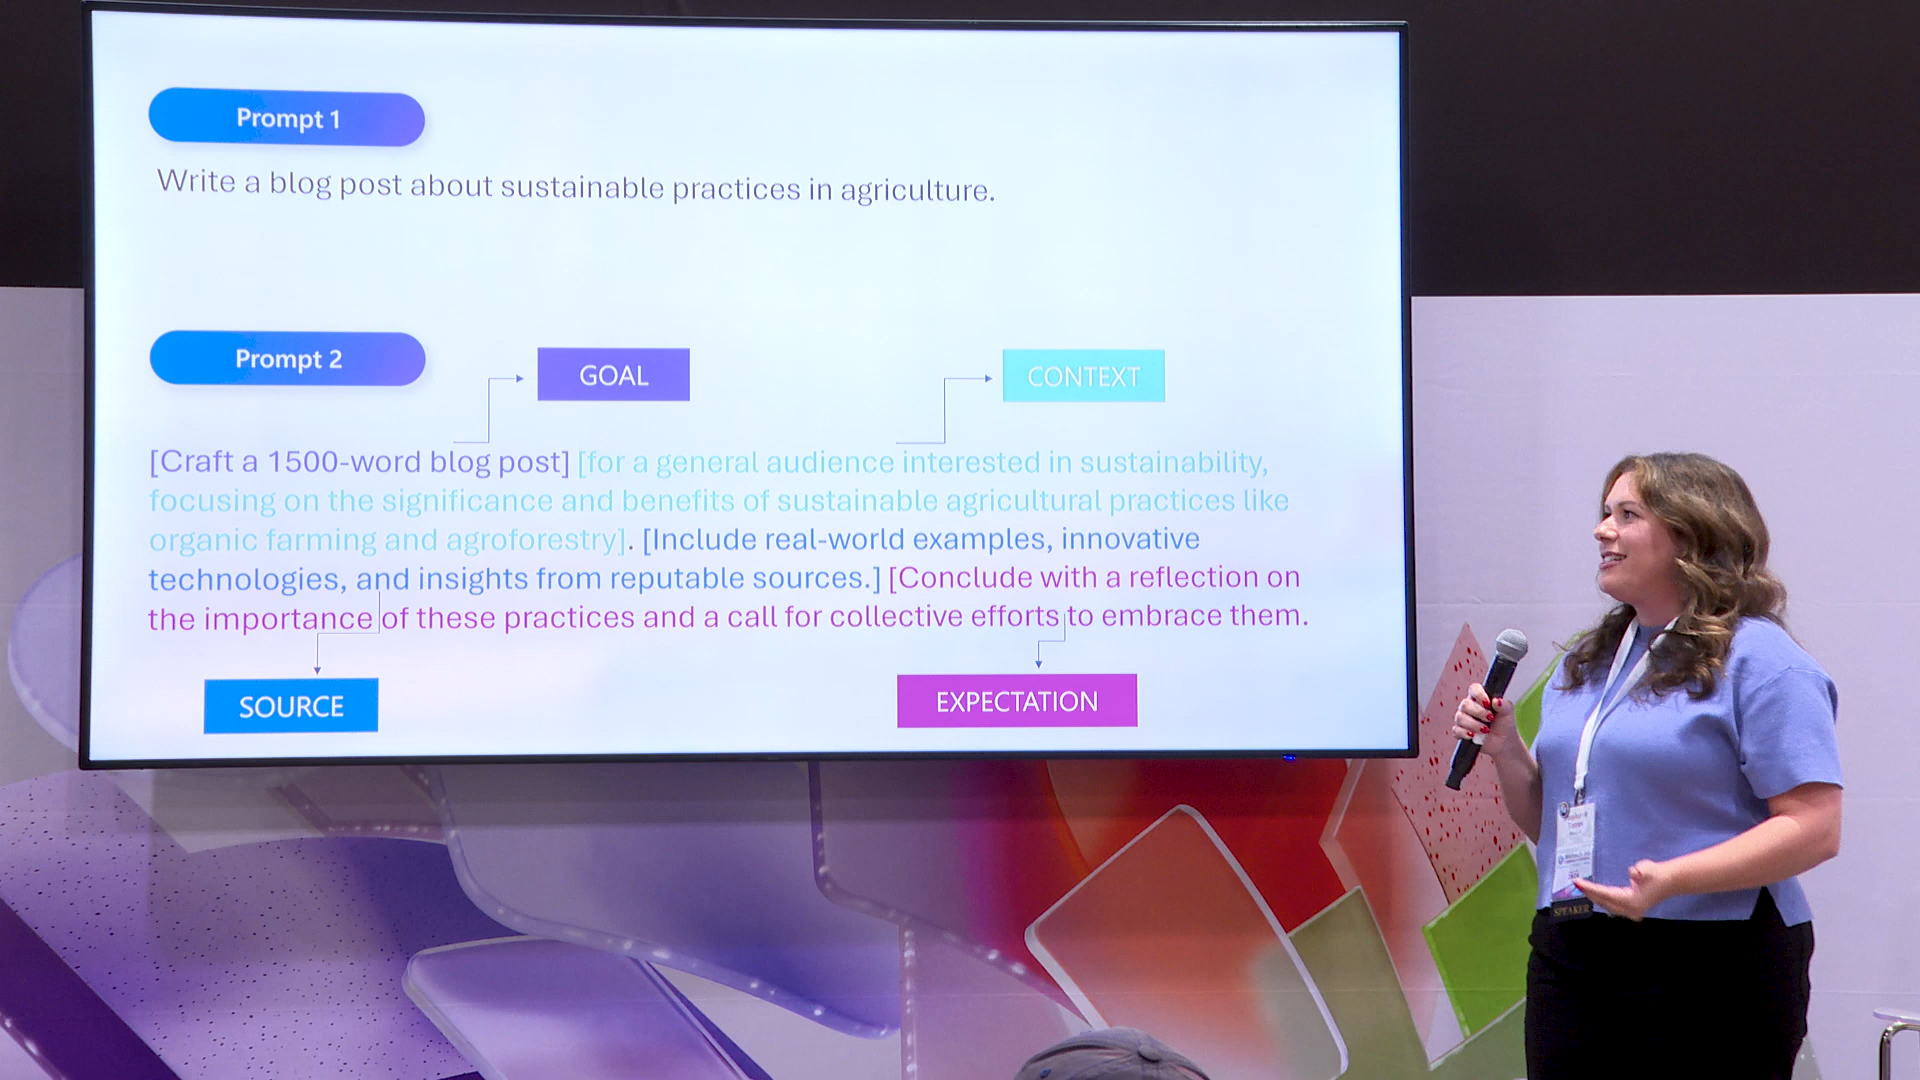 Prompt 1
Write a blog post about sustainable practices in agriculture.
Prompt 2
GOAL
CONTEXT
[Craft a 1500-word blog post] [for a general audience interested in sustainability,
focusing on the significance and benefits of sustainable agricultural practices like
organic farming and agroforestry]. [Include real-world examples, innovative
technologies, and insights from reputable sources.] [Conclude with a reflection on
the importance of these practices and a call for collective efforts to embrace them.
SOURCE
EXPECTATION
SPEAKER